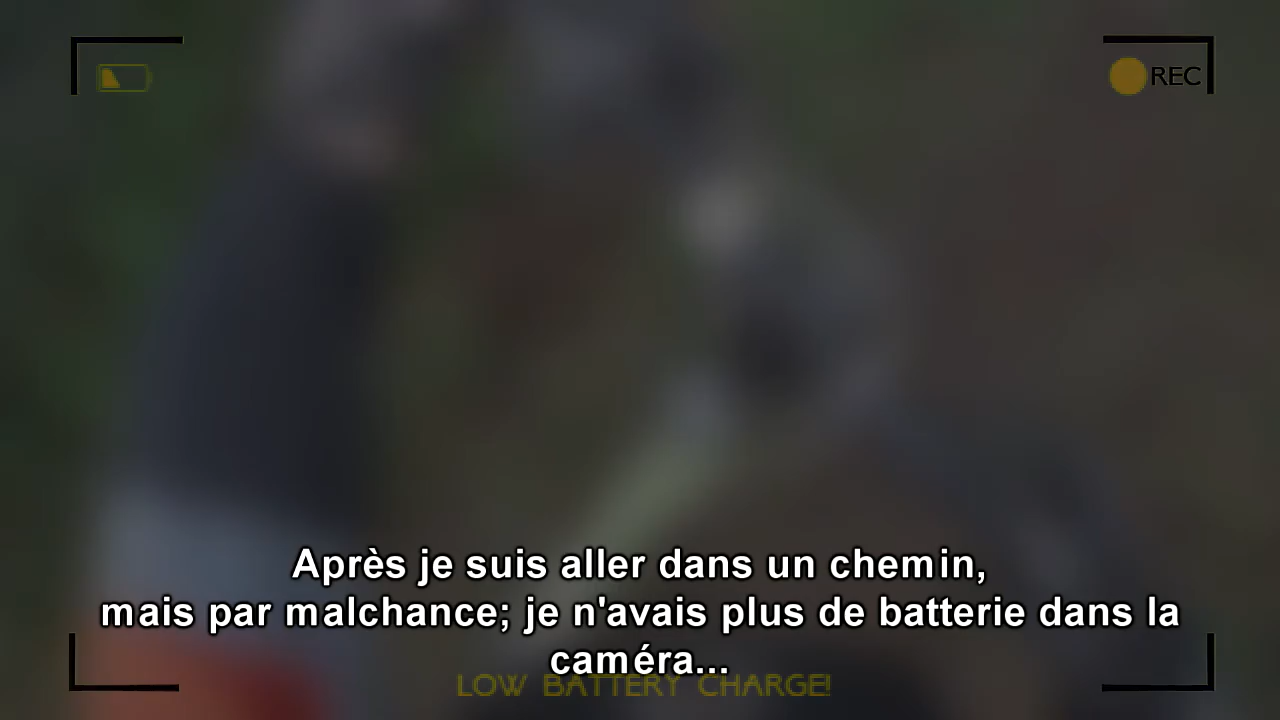 REC
Après je suis aller dans un chemin,
mais par malchance; je n'avais plus de batterie dans la
caméra...
LOW BATTERY CHARGE!